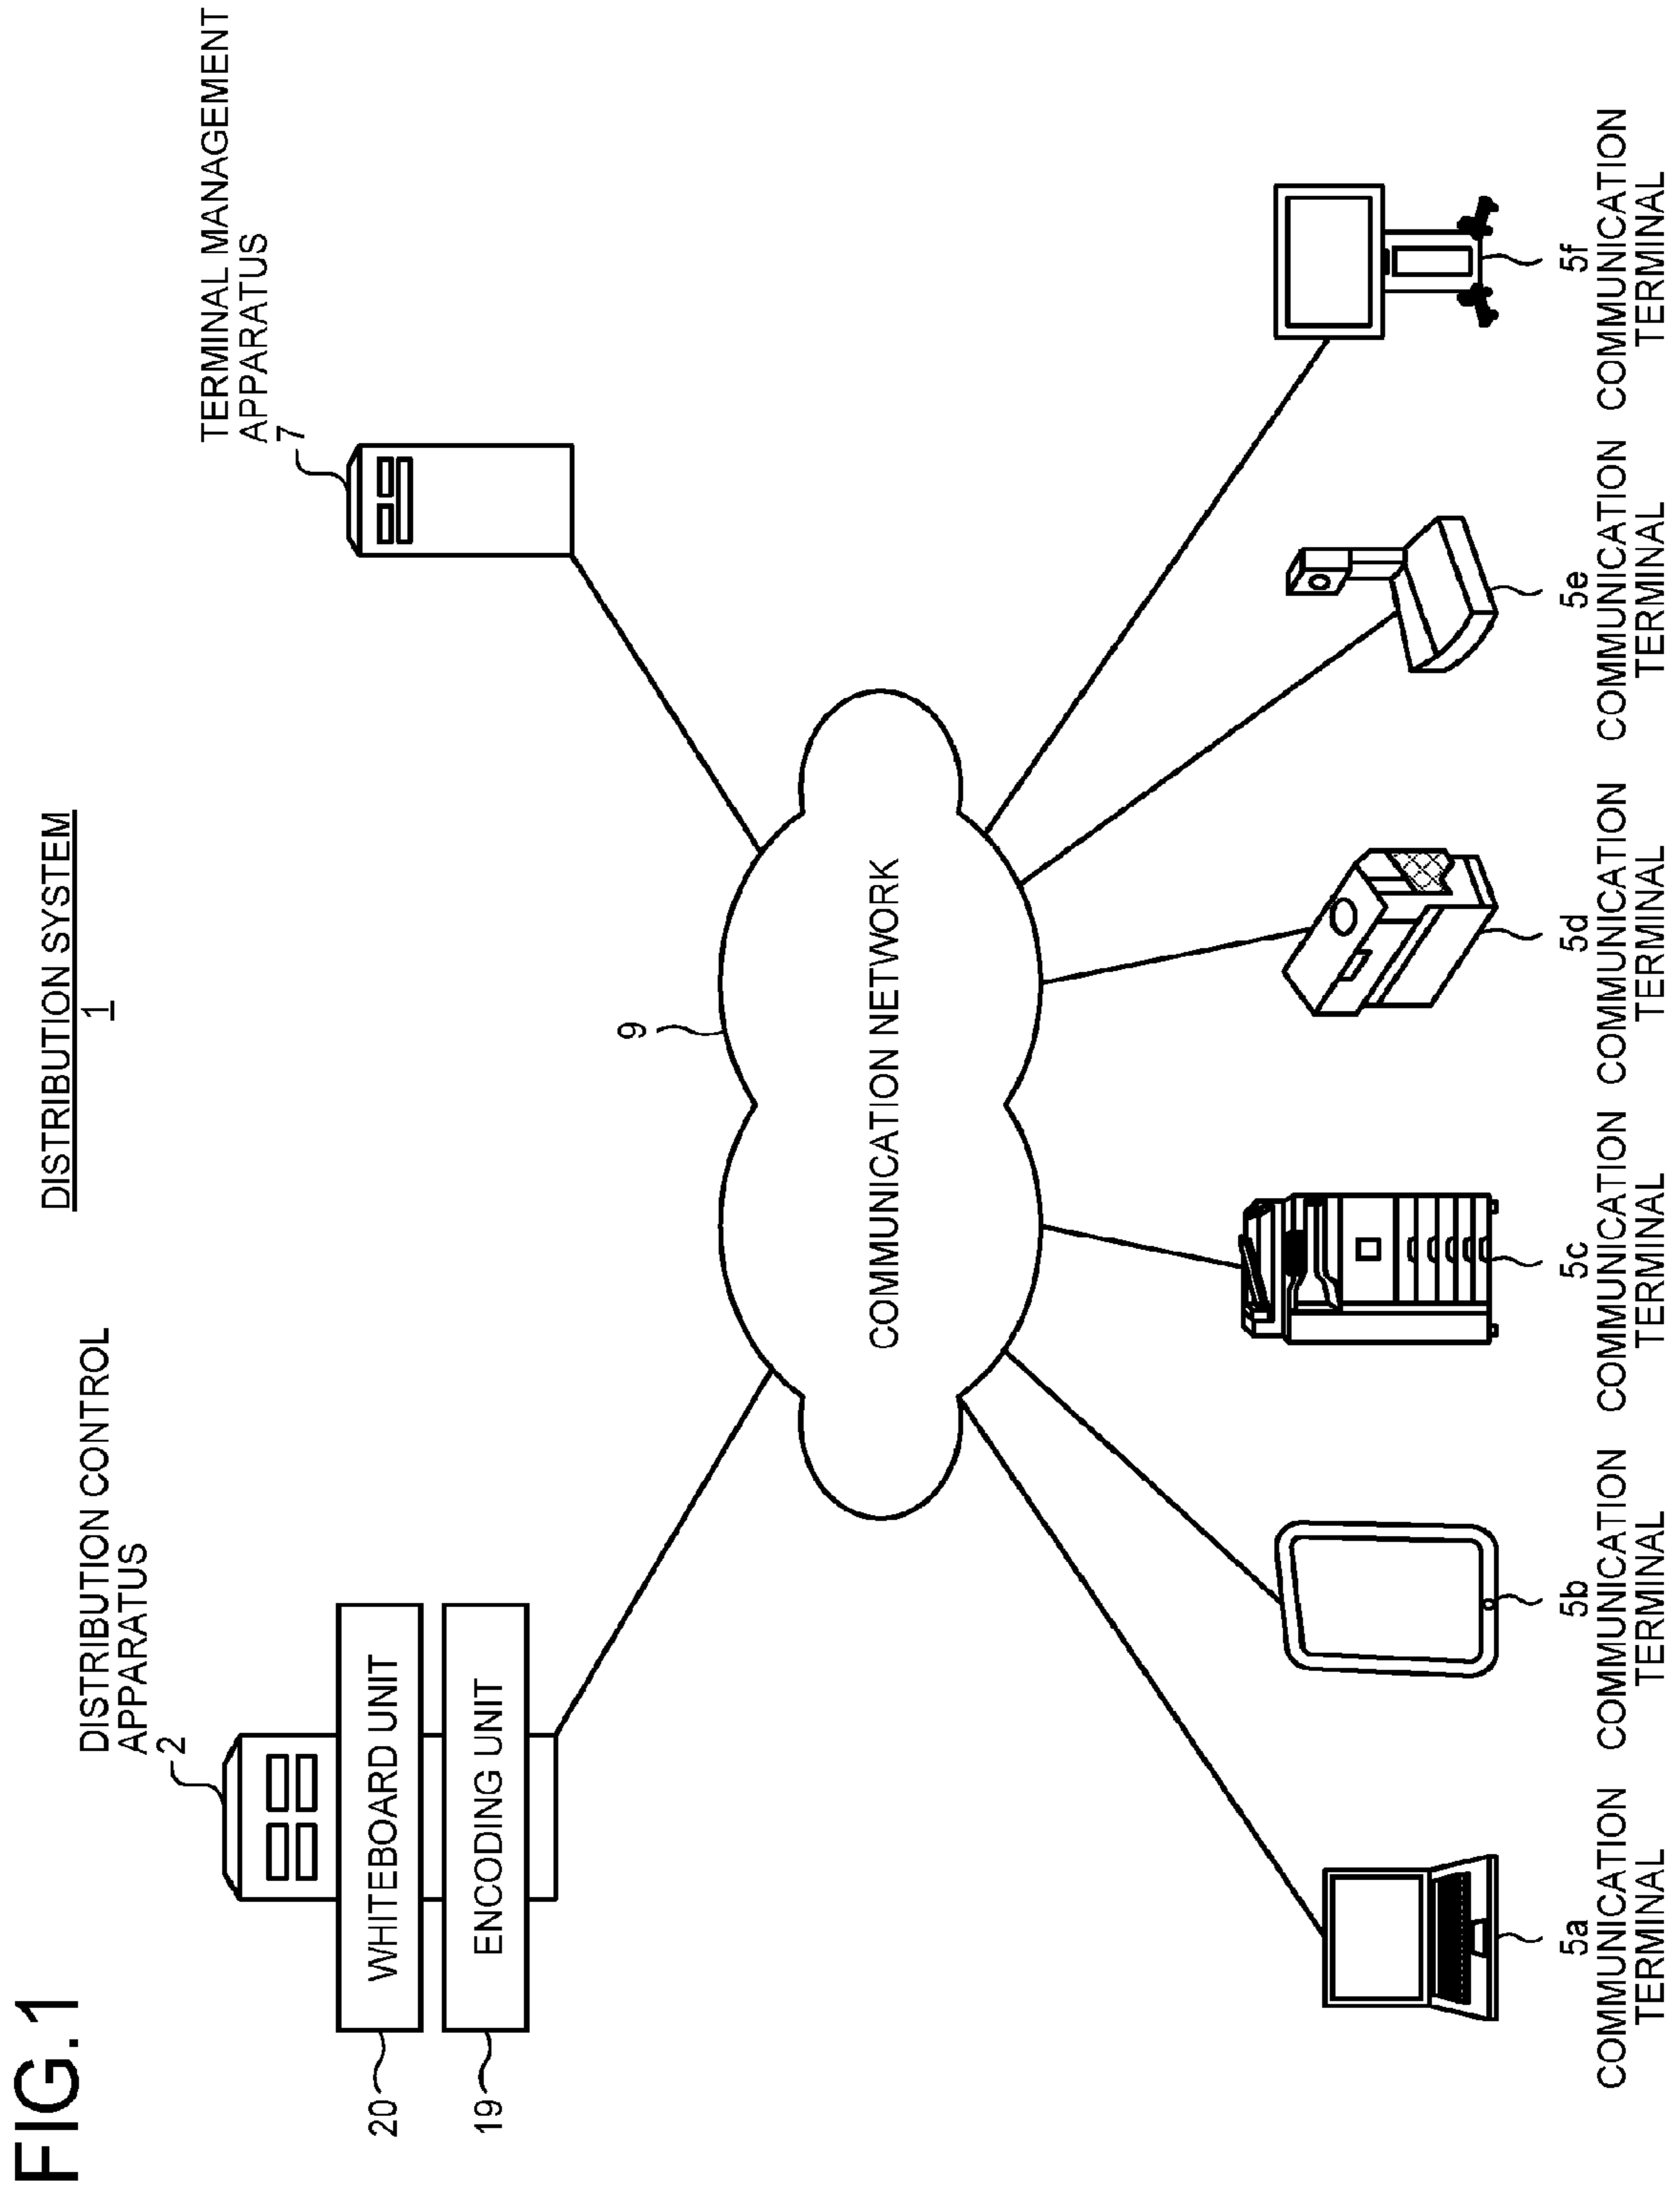 FIG.1
DISTRIBUTION SYSTEM
1
DISTRIBUTION CONTROL
APPARATUS
2
TERMINAL MANAGEMENT
APPARATUS
7
20
WHITEBOARD UNIT
19
ENCODING UNIT
9
COMMUNICATION NETWORK
5a
COMMUNICATION
TERMINAL
5b
COMMUNICATION
TERMINAL
5c
COMMUNICATION
TERMINAL
5d
COMMUNICATION
TERMINAL
5e
COMMUNICATION
TERMINAL
5f
COMMUNICATION
TERMINAL